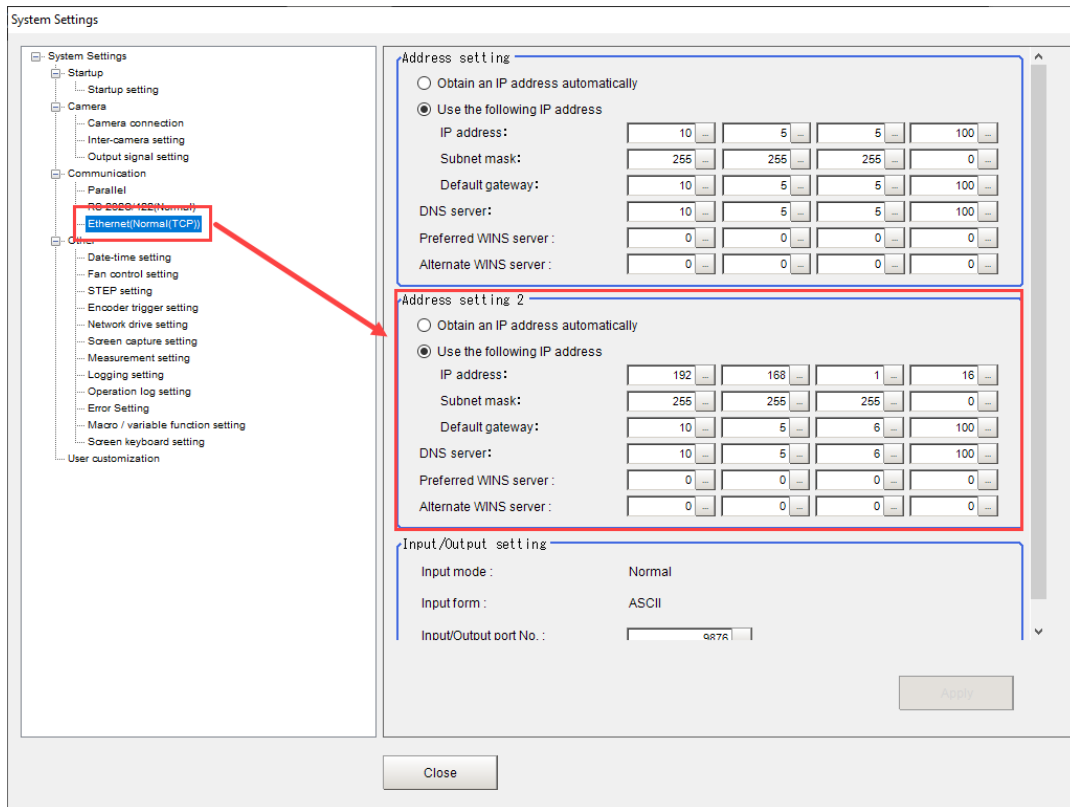 System Settings
System Settings
Startup
Startup setting
Camera
Camera connection
Inter-camera setting
Output signal setting
Communication
Parallel
RS-232C/422(Normal)
Ethernet(Normal(TCP))
Other
Date-time setting
Fan control setting
STEP setting
Encoder trigger setting
Network drive setting
Screen capture setting
Measurement setting
Logging setting
Operation log setting
Error Setting
Macro / variable function setting
Screen keyboard setting
User customization
Address setting
Obtain an IP address automatically
Use the following IP address
IP address: 10 ... 5 ... 5 ... 100 ...
Subnet mask: 255 ... 255 ... 255 ... 0 ...
Default gateway: 10 ... 5 ... 5 ... 100 ...
DNS server: 10 ... 5 ... 5 ... 100 ...
Preferred WINS server : 0 ... 0 ... 0 ... 0 ...
Alternate WINS server : 0 ... 0 ... 0 ... 0 ...
Address setting 2
Obtain an IP address automatically
Use the following IP address
IP address: 192 ... 168 ... 1 ... 16 ...
Subnet mask: 255 ... 255 ... 255 ... 0 ...
Default gateway: 10 ... 5 ... 6 ... 100 ...
DNS server: 10 ... 5 ... 6 ... 100 ...
Preferred WINS server : 0 ... 0 ... 0 ... 0 ...
Alternate WINS server : 0 ... 0 ... 0 ... 0 ...
Input/Output setting
Input mode : Normal
Input form : ASCII
Input/Output port No. : 9876
Apply
Close